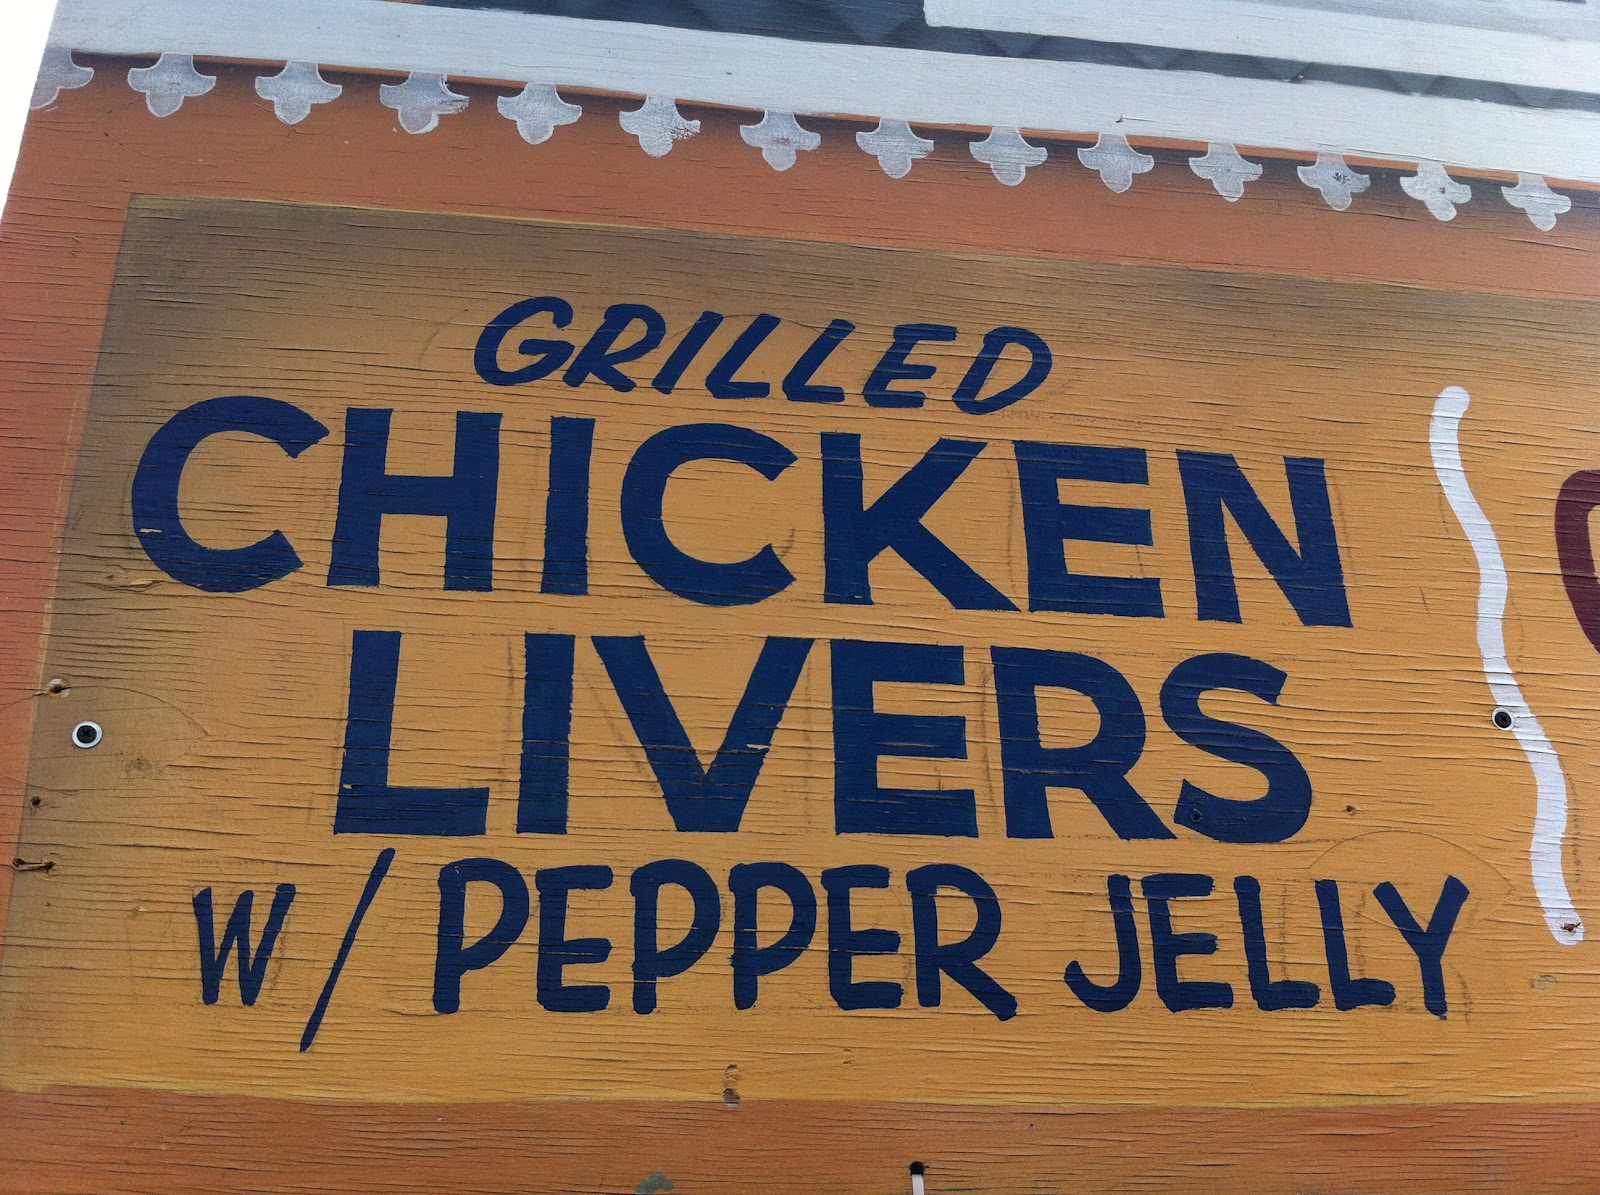 GRILLED
CHICKEN
LIVERS
W/ PEPPER JELLY